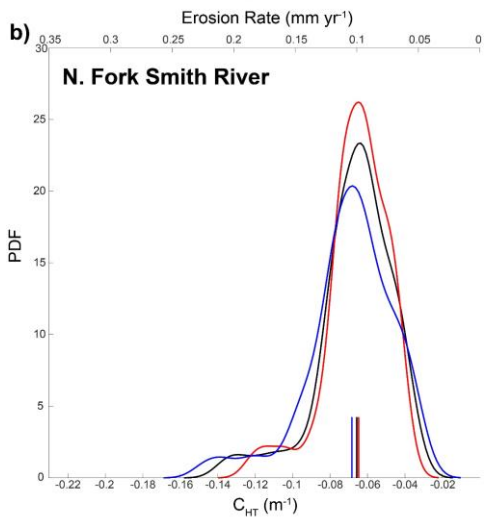 b)
Erosion Rate (mm yr⁻¹)
0.35 0.3 0.25 0.2 0.15 0.1 0.05 0
N. Fork Smith River
30
25
20
15
10
5
0
PDF
-0.22 -0.2 -0.18 -0.16 -0.14 -0.12 -0.1 -0.08 -0.06 -0.04 -0.02
C_HT (m⁻¹)